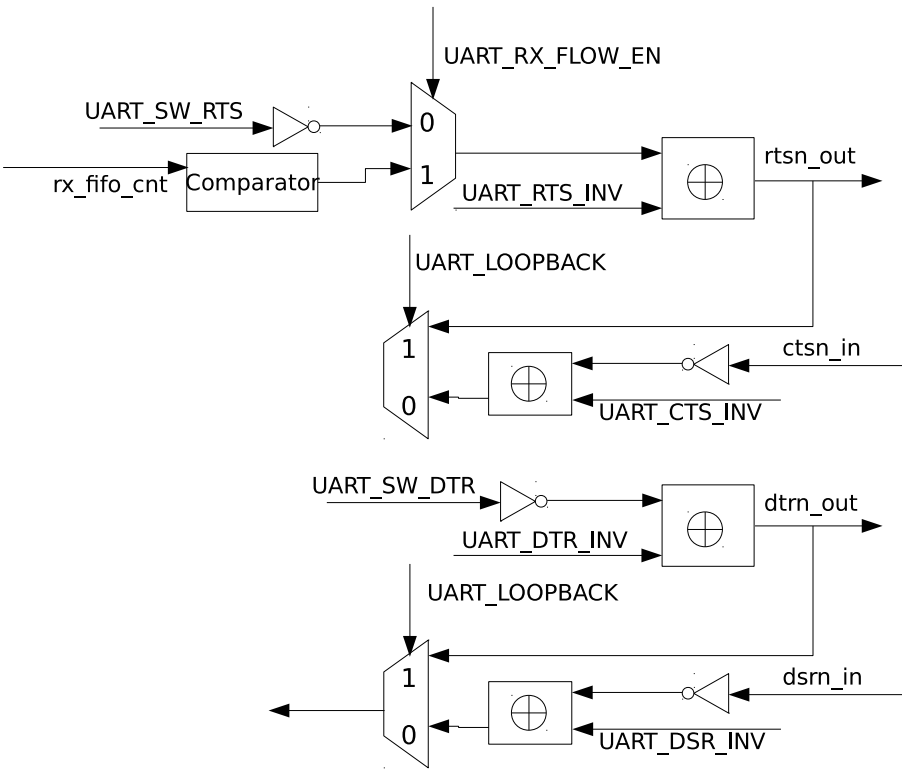 UART_RX_FLOW_EN
UART_SW_RTS
0
rtsn_out
rx_fifo_cnt
Comparator
1
UART_RTS_INV
UART_LOOPBACK
1
ctsn_in
0
UART_CTS_INV
UART_SW_DTR
dtrn_out
UART_DTR_INV
UART_LOOPBACK
1
dsrn_in
0
UART_DSR_INV